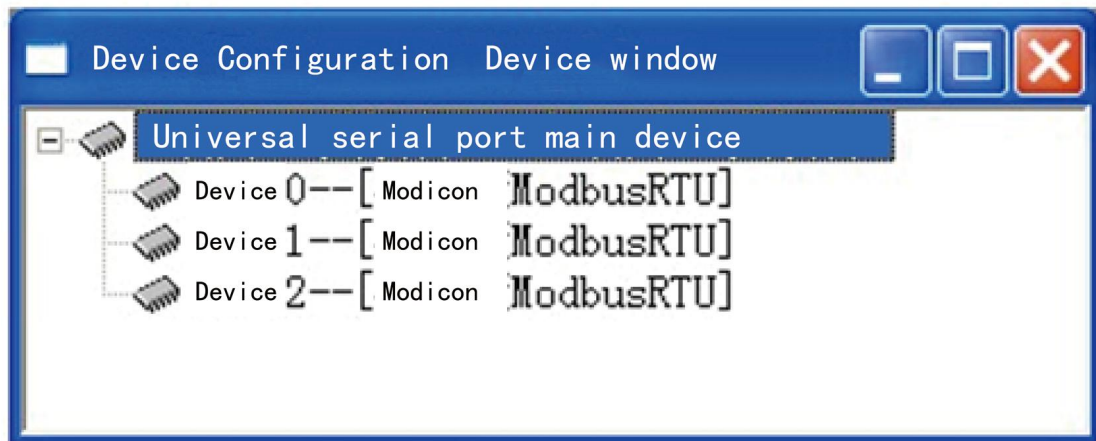 Device Configuration Device window
Universal serial port main device
Device 0--[ Modicon ModbusRTU]
Device 1--[ Modicon ModbusRTU]
Device 2--[ Modicon ModbusRTU]